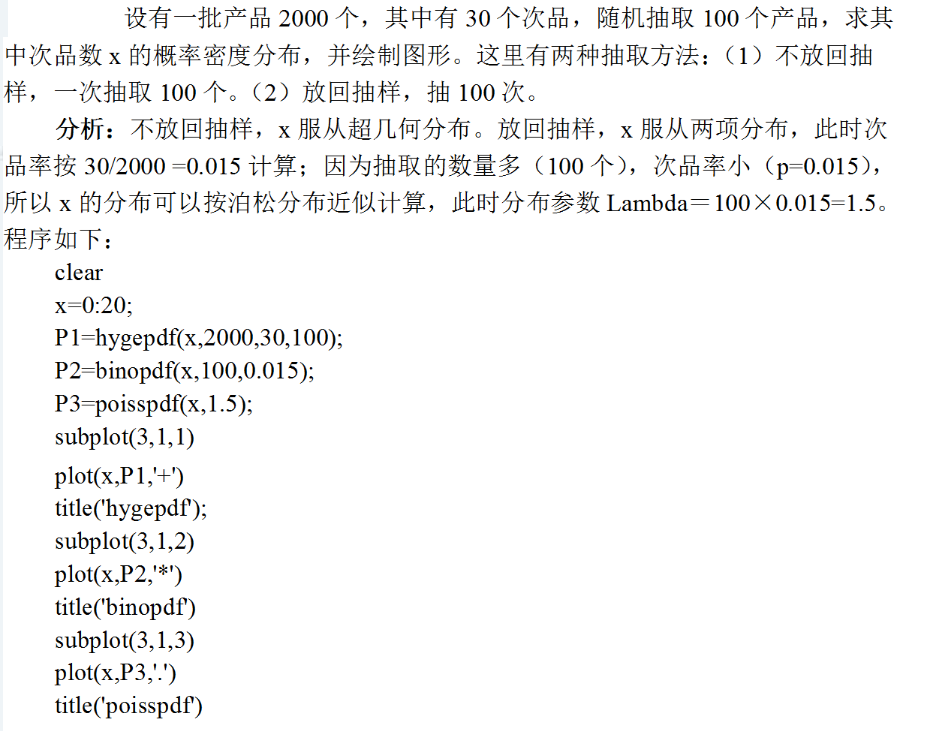 设有一批产品 2000 个，其中有 30 个次品，随机抽取 100 个产品，求其
中次品数 x 的概率密度分布，并绘制图形。这里有两种抽取方法：（1）不放回抽
样，一次抽取 100 个。（2）放回抽样，抽 100 次。
分析：不放回抽样，x 服从超几何分布。放回抽样，x 服从两项分布，此时次
品率按 30/2000 =0.015 计算；因为抽取的数量多（100 个），次品率小（p=0.015），
所以 x 的分布可以按泊松分布近似计算，此时分布参数 Lambda＝100×0.015=1.5。
程序如下：
clear
x=0:20;
P1=hygepdf(x,2000,30,100);
P2=binopdf(x,100,0.015);
P3=poisspdf(x,1.5);
subplot(3,1,1)
plot(x,P1,'+')
title('hygepdf');
subplot(3,1,2)
plot(x,P2,'*')
title('binopdf')
subplot(3,1,3)
plot(x,P3,'.')
title('poisspdf')